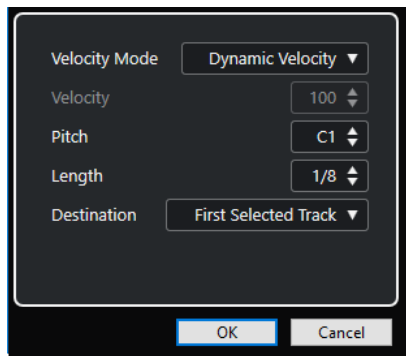 Velocity Mode Dynamic Velocity
Velocity 100
Pitch C1
Length 1/8
Destination First Selected Track
OK Cancel